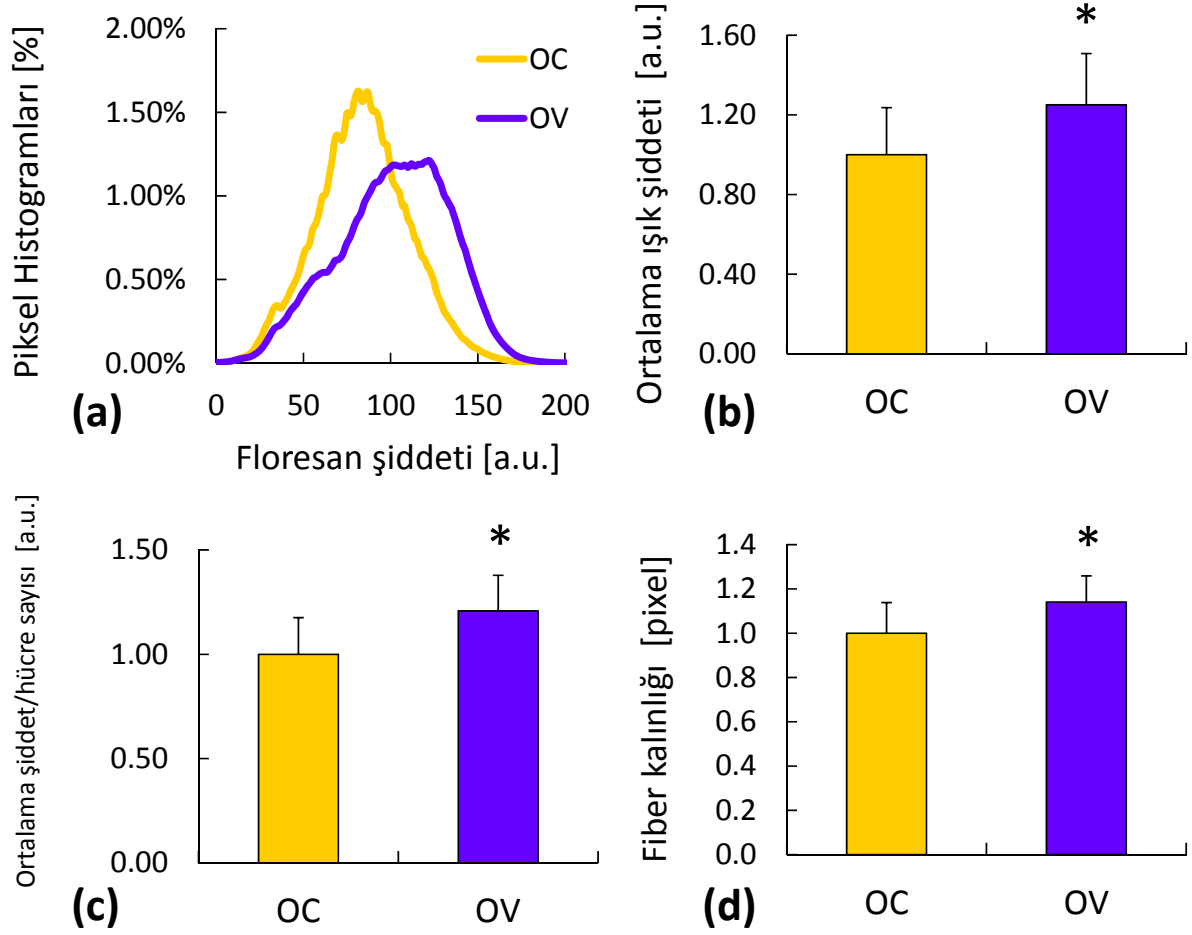 Piksel Histogramları [%]
2.00%
1.50%
1.00%
0.50%
0.00%
OC
OV
0 50 100 150 200
Floresan şiddeti [a.u.]
(a)
Ortalama ışık şiddeti [a.u.]
1.60
1.20
0.80
0.40
0.00
*
OC OV
(b)
Ortalama şiddet/hücre sayısı [a.u.]
1.50
1.00
0.50
0.00
*
OC OV
(c)
Fiber kalınlığı [pixel]
1.4
1.2
1.0
0.8
0.6
0.4
0.2
0.0
*
OC OV
(d)